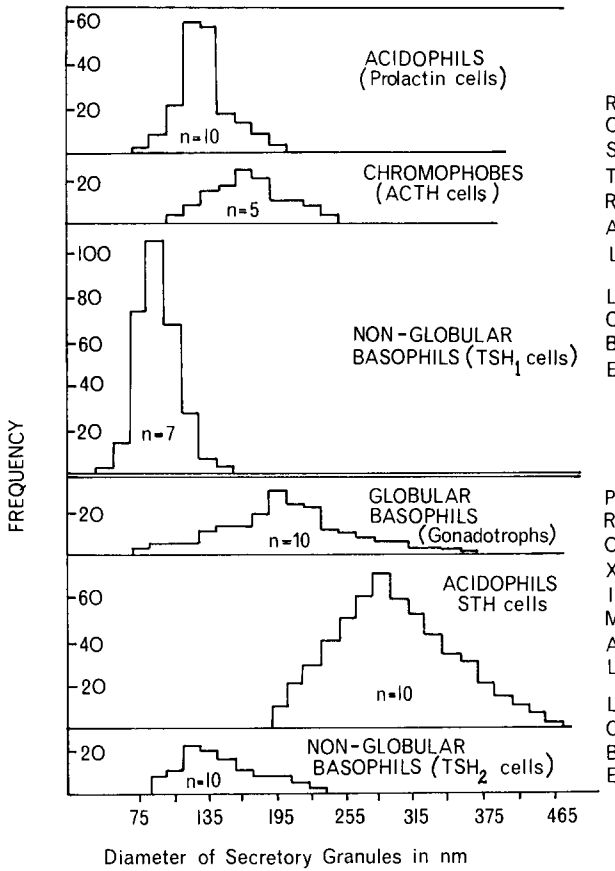 60
40
20
ACIDOPHILS
(Prolactin cells)
n=10
20
CHROMOPHOBES
(ACTH cells)
n=5
100
80
60
40
20
NON-GLOBULAR
BASOPHILS (TSH1 cells)
n=7
20
GLOBULAR
BASOPHILS
(Gonadotrophs)
n=10
60
40
20
ACIDOPHILS
STH cells
n=10
20
NON-GLOBULAR
BASOPHILS (TSH2 cells)
n=10
75 135 195 255 315 375 465
Diameter of Secretory Granules in nm
FREQUENCY
R
O
S
T
R
A
L
L
O
B
E
P
R
O
X
I
M
A
L
L
O
B
E